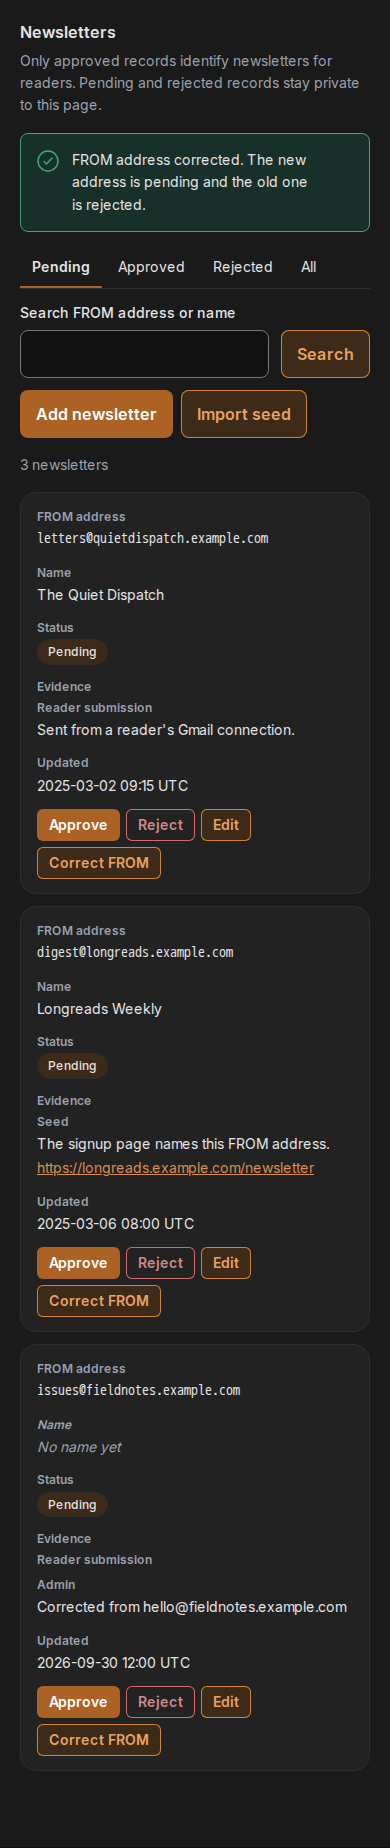 Newsletters
Only approved records identify newsletters for
readers. Pending and rejected records stay private
to this page.
FROM address corrected. The new
address is pending and the old one
is rejected.
Pending Approved Rejected All
Search FROM address or name
Search
Add newsletter Import seed
3 newsletters
FROM address
letters@quietdispatch.example.com
Name
The Quiet Dispatch
Status
Pending
Evidence
Reader submission
Sent from a reader's Gmail connection.
Updated
2025-03-02 09:15 UTC
Approve Reject Edit
Correct FROM
FROM address
digest@longreads.example.com
Name
Longreads Weekly
Status
Pending
Evidence
Seed
The signup page names this FROM address.
https://longreads.example.com/newsletter
Updated
2025-03-06 08:00 UTC
Approve Reject Edit
Correct FROM
FROM address
issues@fieldnotes.example.com
Name
No name yet
Status
Pending
Evidence
Reader submission
Admin
Corrected from hello@fieldnotes.example.com
Updated
2026-09-30 12:00 UTC
Approve Reject Edit
Correct FROM